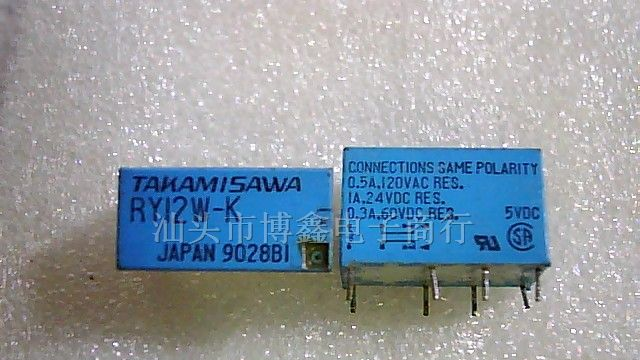 TAKAMISAWA
RY12W-K
JAPAN 9028B1
CONNECTIONS SAME POLARITY
0.5A,120VAC RES.
1A,24VDC RES.
0.3A,60VDC RES.
5VDC
汕头市博鑫电子商行